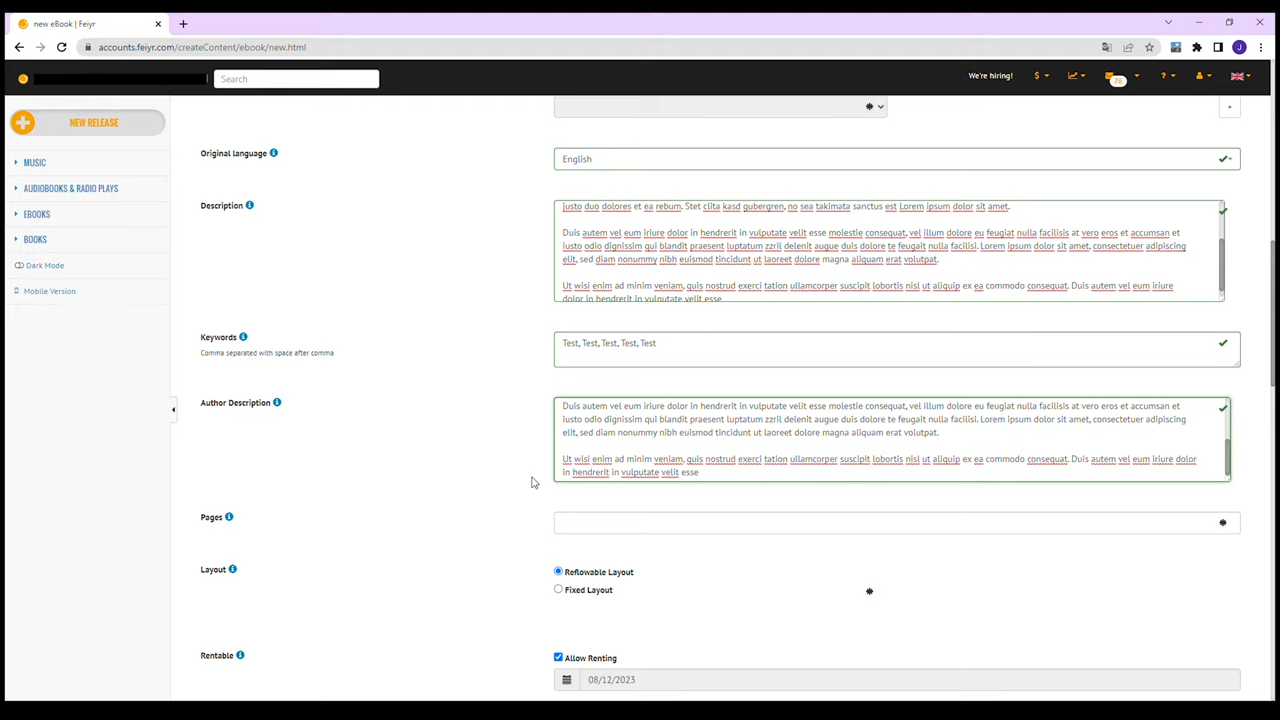 new eBook | Feiyr
accounts.feiyr.com/createContent/ebook/new.html
J
Search
We're hiring!
$
76
?
NEW RELEASE
MUSIC
AUDIOBOOKS & RADIO PLAYS
EBOOKS
BOOKS
Dark Mode
Mobile Version
Original language
English
Description
justo duo dolores et ea rebum. Stet clita kasd gubergren, no sea takimata sanctus est Lorem ipsum dolor sit amet.
Duis autem vel eum iriure dolor in hendrerit in vulputate velit esse molestie consequat, vel illum dolore eu feugiat nulla facilisis at vero eros et accumsan et
iusto odio dignissim qui blandit praesent luptatum zzril delenit augue duis dolore te feugait nulla facilisi. Lorem ipsum dolor sit amet, consectetuer adipiscing
elit, sed diam nonummy nibh euismod tincidunt ut laoreet dolore magna aliquam erat volutpat.
Ut wisi enim ad minim veniam, quis nostrud exerci tation ullamcorper suscipit lobortis nisl ut aliquip ex ea commodo consequat. Duis autem vel eum iriure
dolor in hendrerit in vulputate velit esse
Keywords
Comma separated with space after comma
Test, Test, Test, Test, Test
Author Description
Duis autem vel eum iriure dolor in hendrerit in vulputate velit esse molestie consequat, vel illum dolore eu feugiat nulla facilisis at vero eros et accumsan et
iusto odio dignissim qui blandit praesent luptatum zzril delenit augue duis dolore te feugait nulla facilisi. Lorem ipsum dolor sit amet, consectetuer adipiscing
elit, sed diam nonummy nibh euismod tincidunt ut laoreet dolore magna aliquam erat volutpat.
Ut wisi enim ad minim veniam, quis nostrud exerci tation ullamcorper suscipit lobortis nisl ut aliquip ex ea commodo consequat. Duis autem vel eum iriure dolor
in hendrerit in vulputate velit esse
Pages
Layout
Reflowable Layout
Fixed Layout
Rentable
Allow Renting
08/12/2023